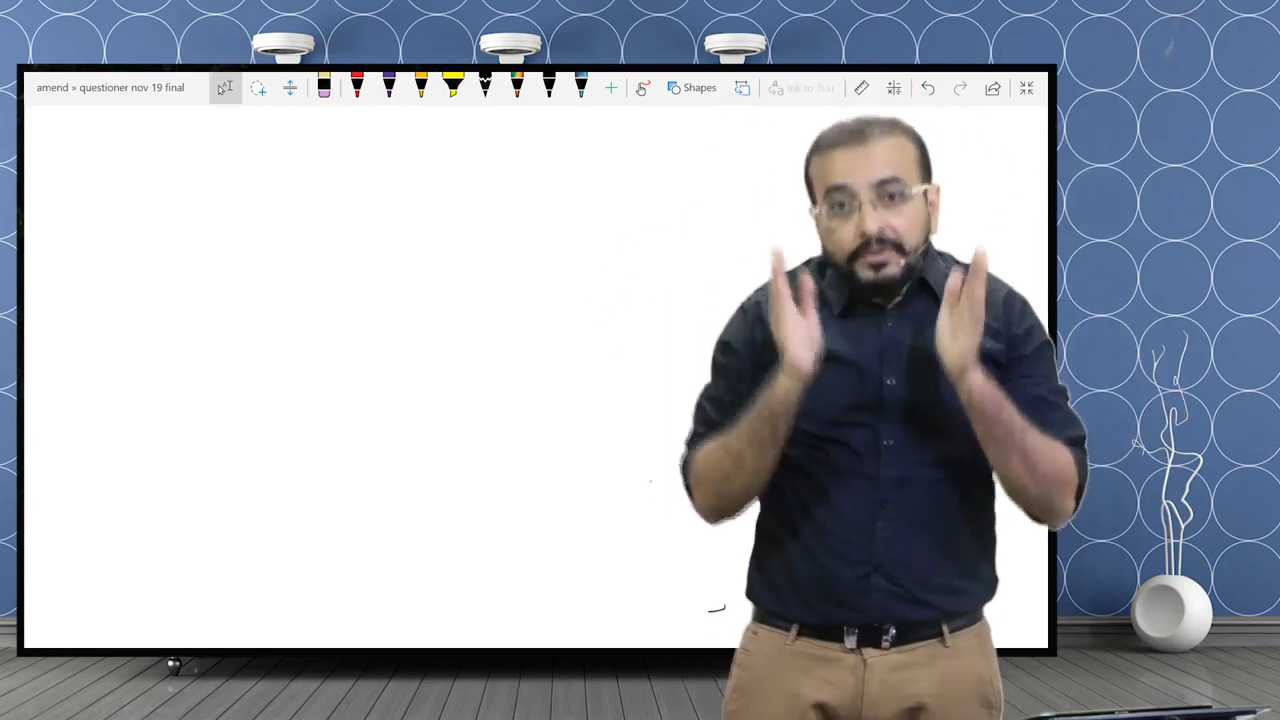 amend » questioner nov 19 final
Shapes
Ink to Text